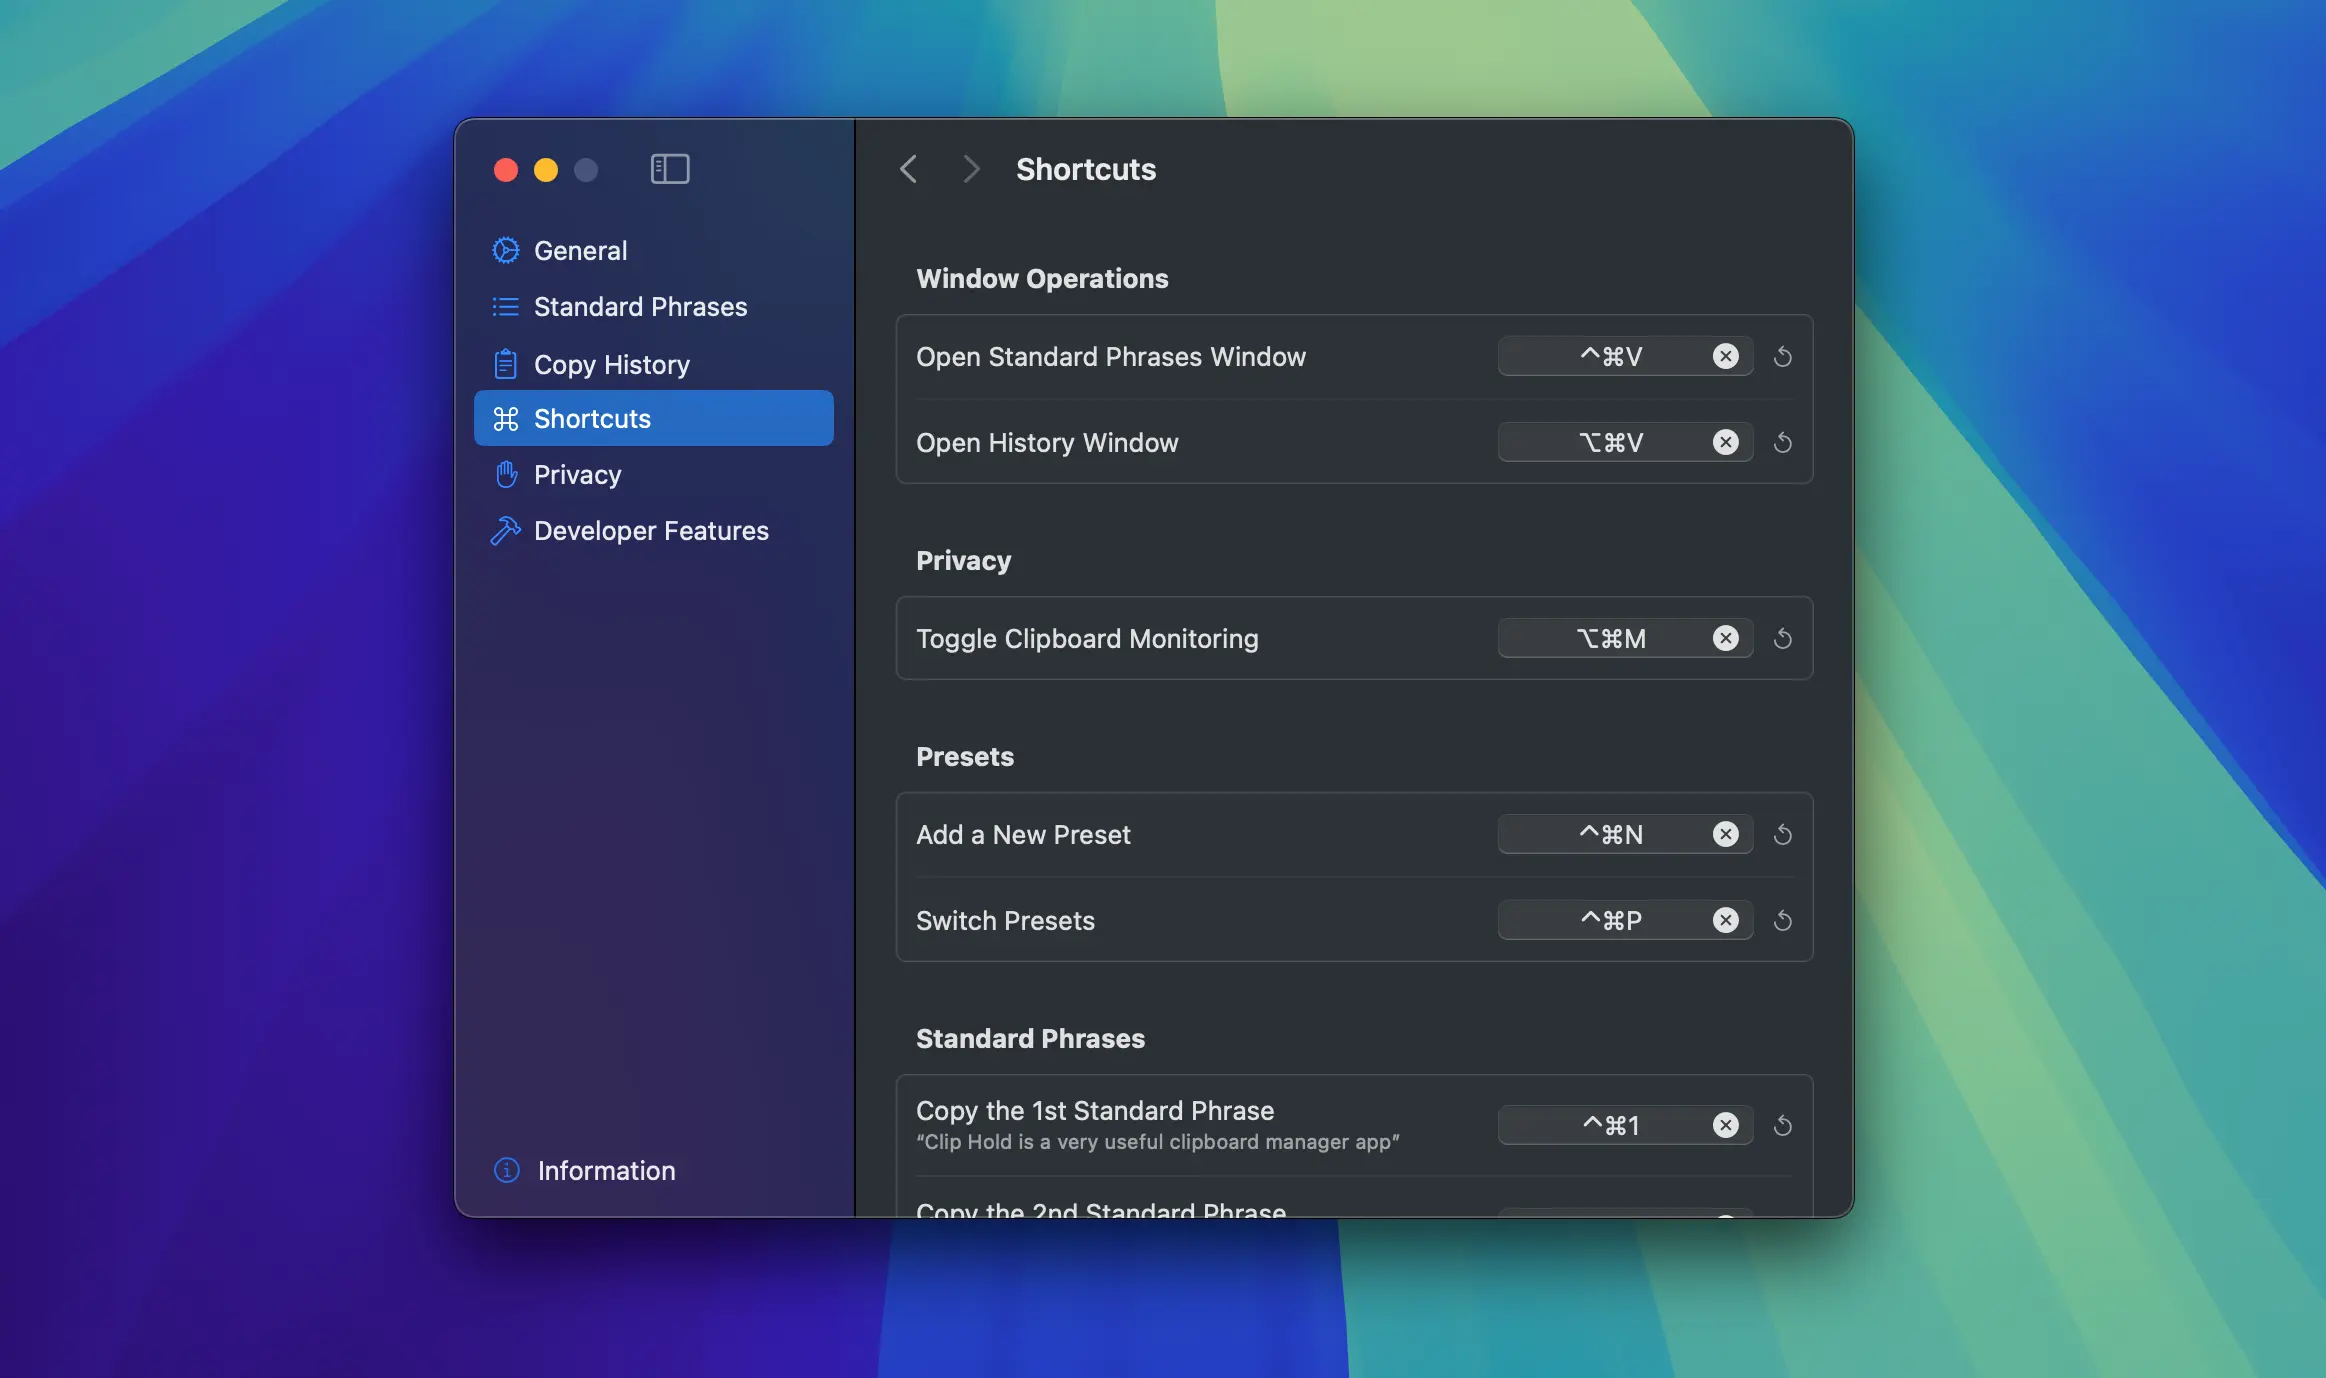 Shortcuts
General
Standard Phrases
Copy History
Shortcuts
Privacy
Developer Features
Information
Window Operations
Open Standard Phrases Window ^⌘V
Open History Window ⌥⌘V
Privacy
Toggle Clipboard Monitoring ⌥⌘M
Presets
Add a New Preset ^⌘N
Switch Presets ^⌘P
Standard Phrases
Copy the 1st Standard Phrase ^⌘1
“Clip Hold is a very useful clipboard manager app”
Copy the 2nd Standard Phrase